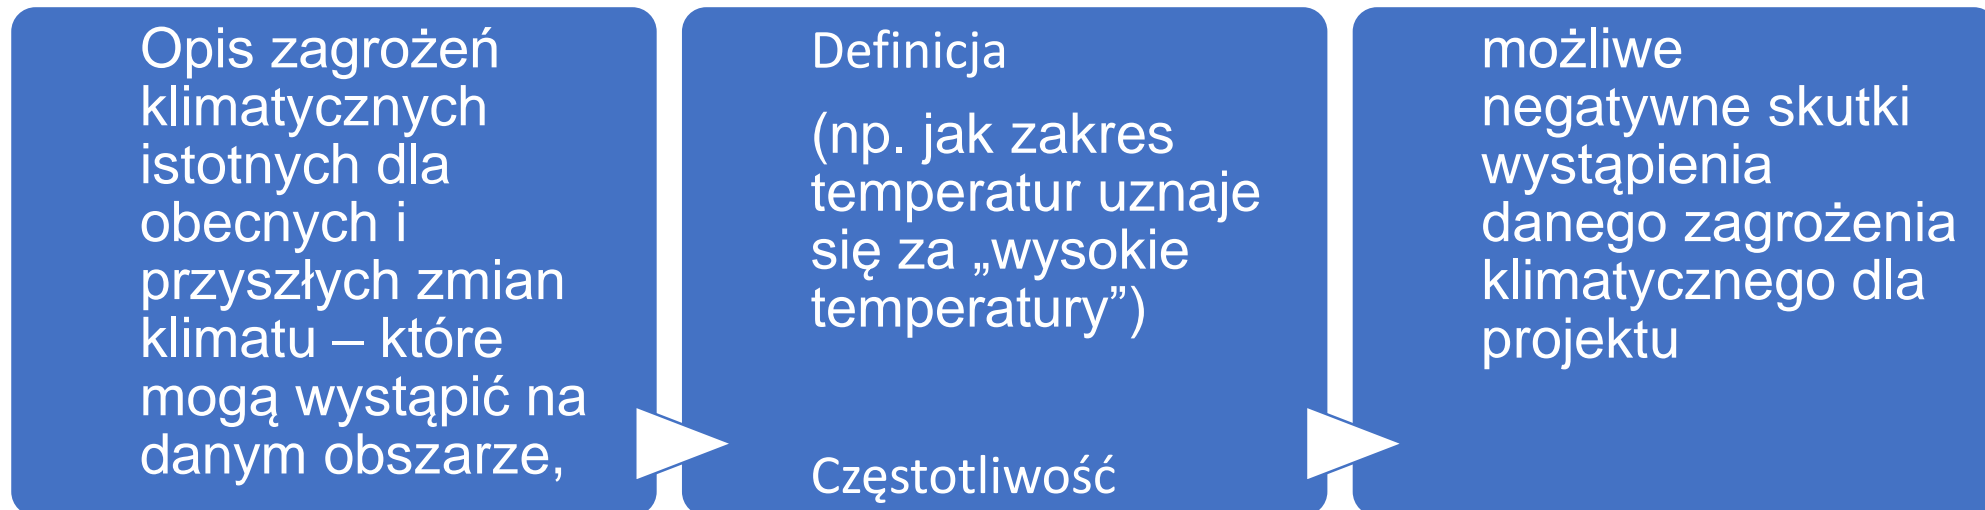 Opis zagrożeń
klimatycznych
istotnych dla
obecnych i
przyszłych zmian
klimatu – które
mogą wystąpić na
danym obszarze,
Definicja
(np. jak zakres
temperatur uznaje
się za „wysokie
temperatury”)
Częstotliwość
możliwe
negatywne skutki
wystąpienia
danego zagrożenia
klimatycznego dla
projektu